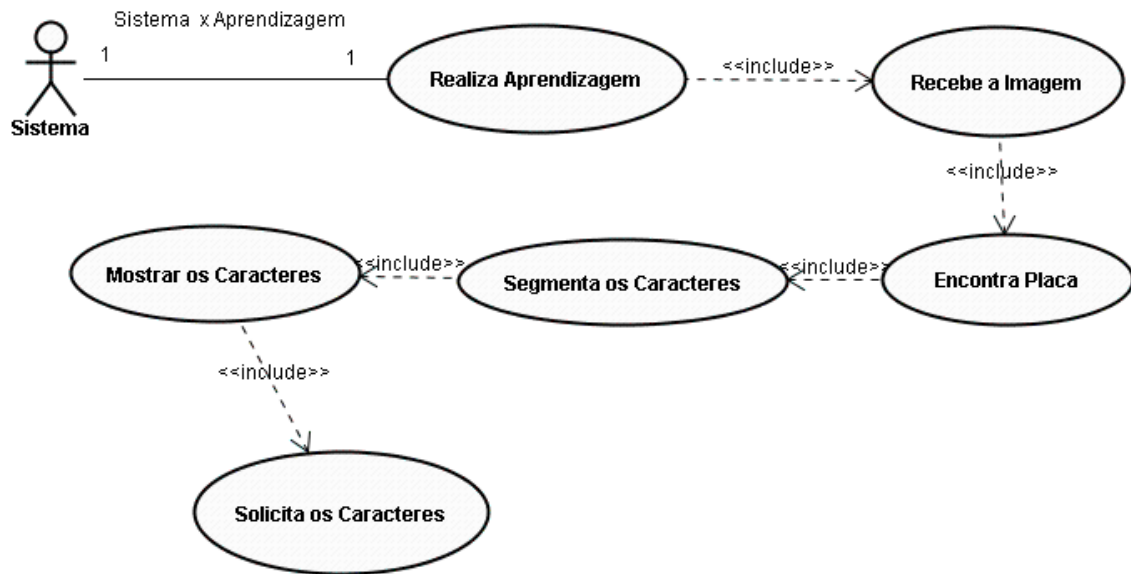 Sistema x Aprendizagem
1
1
Sistema
Realiza Aprendizagem
<<include>>
Recebe a Imagem
<<include>>
Encontra Placa
<<include>>
Segmenta os Caracteres
<<include>>
Mostrar os Caracteres
<<include>>
Solicita os Caracteres